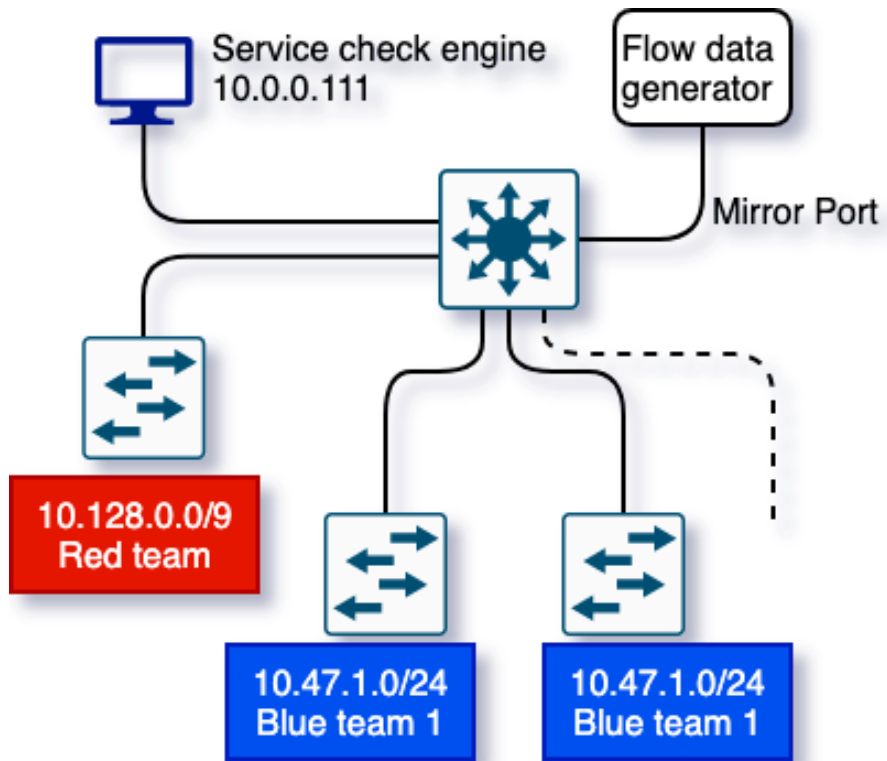 Service check engine
10.0.0.111
Flow data
generator
Mirror Port
10.128.0.0/9
Red team
10.47.1.0/24
Blue team 1
10.47.1.0/24
Blue team 1